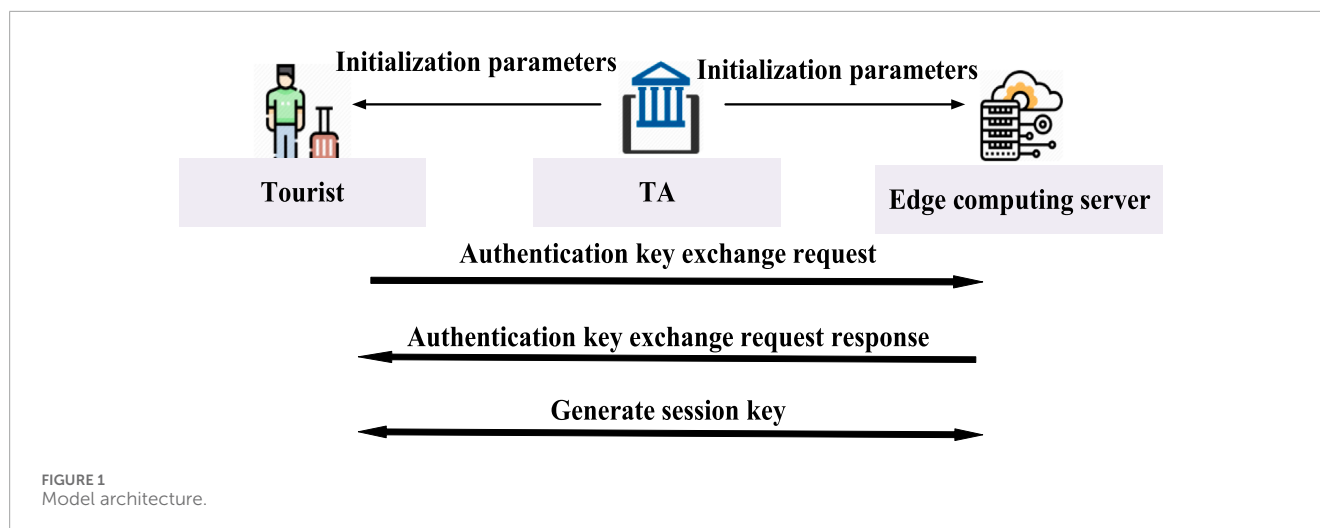 Initialization parameters
Initialization parameters
Tourist
TA
Edge computing server
Authentication key exchange request
Authentication key exchange request response
Generate session key
FIGURE 1
Model architecture.